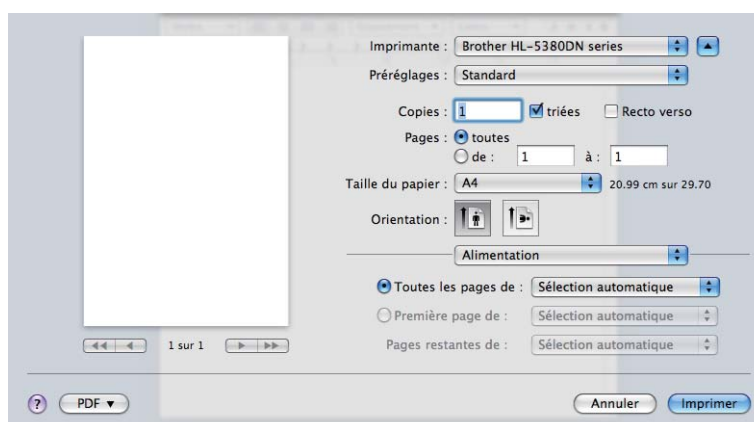 Imprimante : Brother HL-5380DN series
Préréglages : Standard
Copies : 1 triées Recto verso
Pages : toutes
de : 1 à : 1
Taille du papier : A4 20.99 cm sur 29.70
Orientation :
Alimentation
Toutes les pages de : Sélection automatique
Première page de : Sélection automatique
1 sur 1 Pages restantes de : Sélection automatique
? PDF Annuler Imprimer